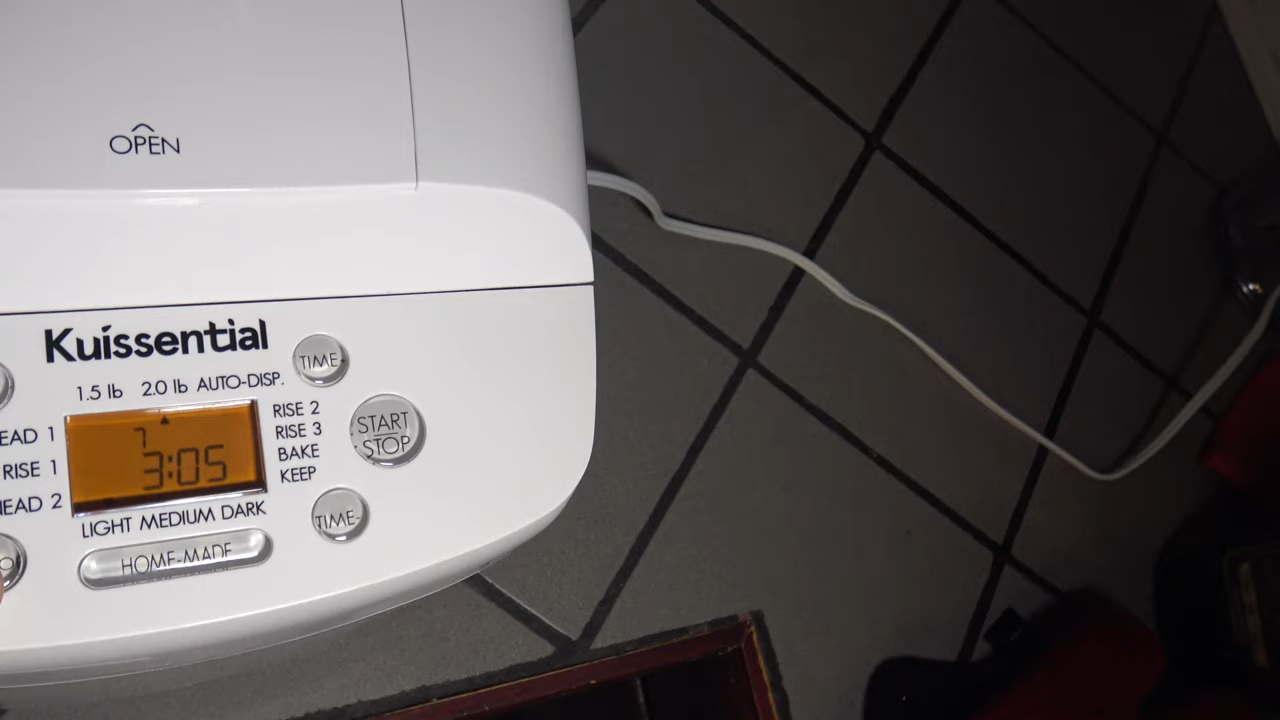 OPEN
Kuissential
TIME+
1.5 lb 2.0 lb AUTO-DISP.
RISE 2
START
STOP
EAD 1
7
RISE 3
3:05
BAKE
RISE 1
KEEP
EAD 2
LIGHT MEDIUM DARK
TIME-
HOME-MADE